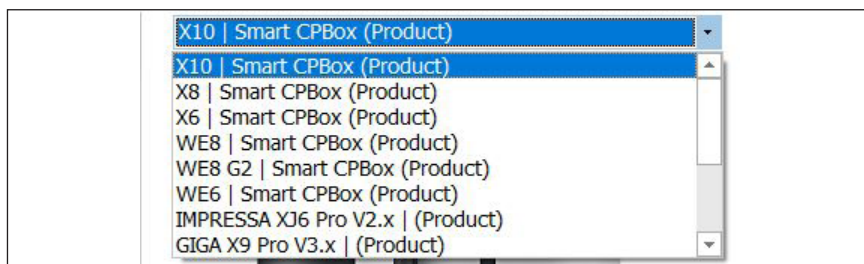 X10 | Smart CPBox (Product)
X10 | Smart CPBox (Product)
X8 | Smart CPBox (Product)
X6 | Smart CPBox (Product)
WE8 | Smart CPBox (Product)
WE8 G2 | Smart CPBox (Product)
WE6 | Smart CPBox (Product)
IMPRESSA XJ6 Pro V2.x | (Product)
GIGA X9 Pro V3.x | (Product)